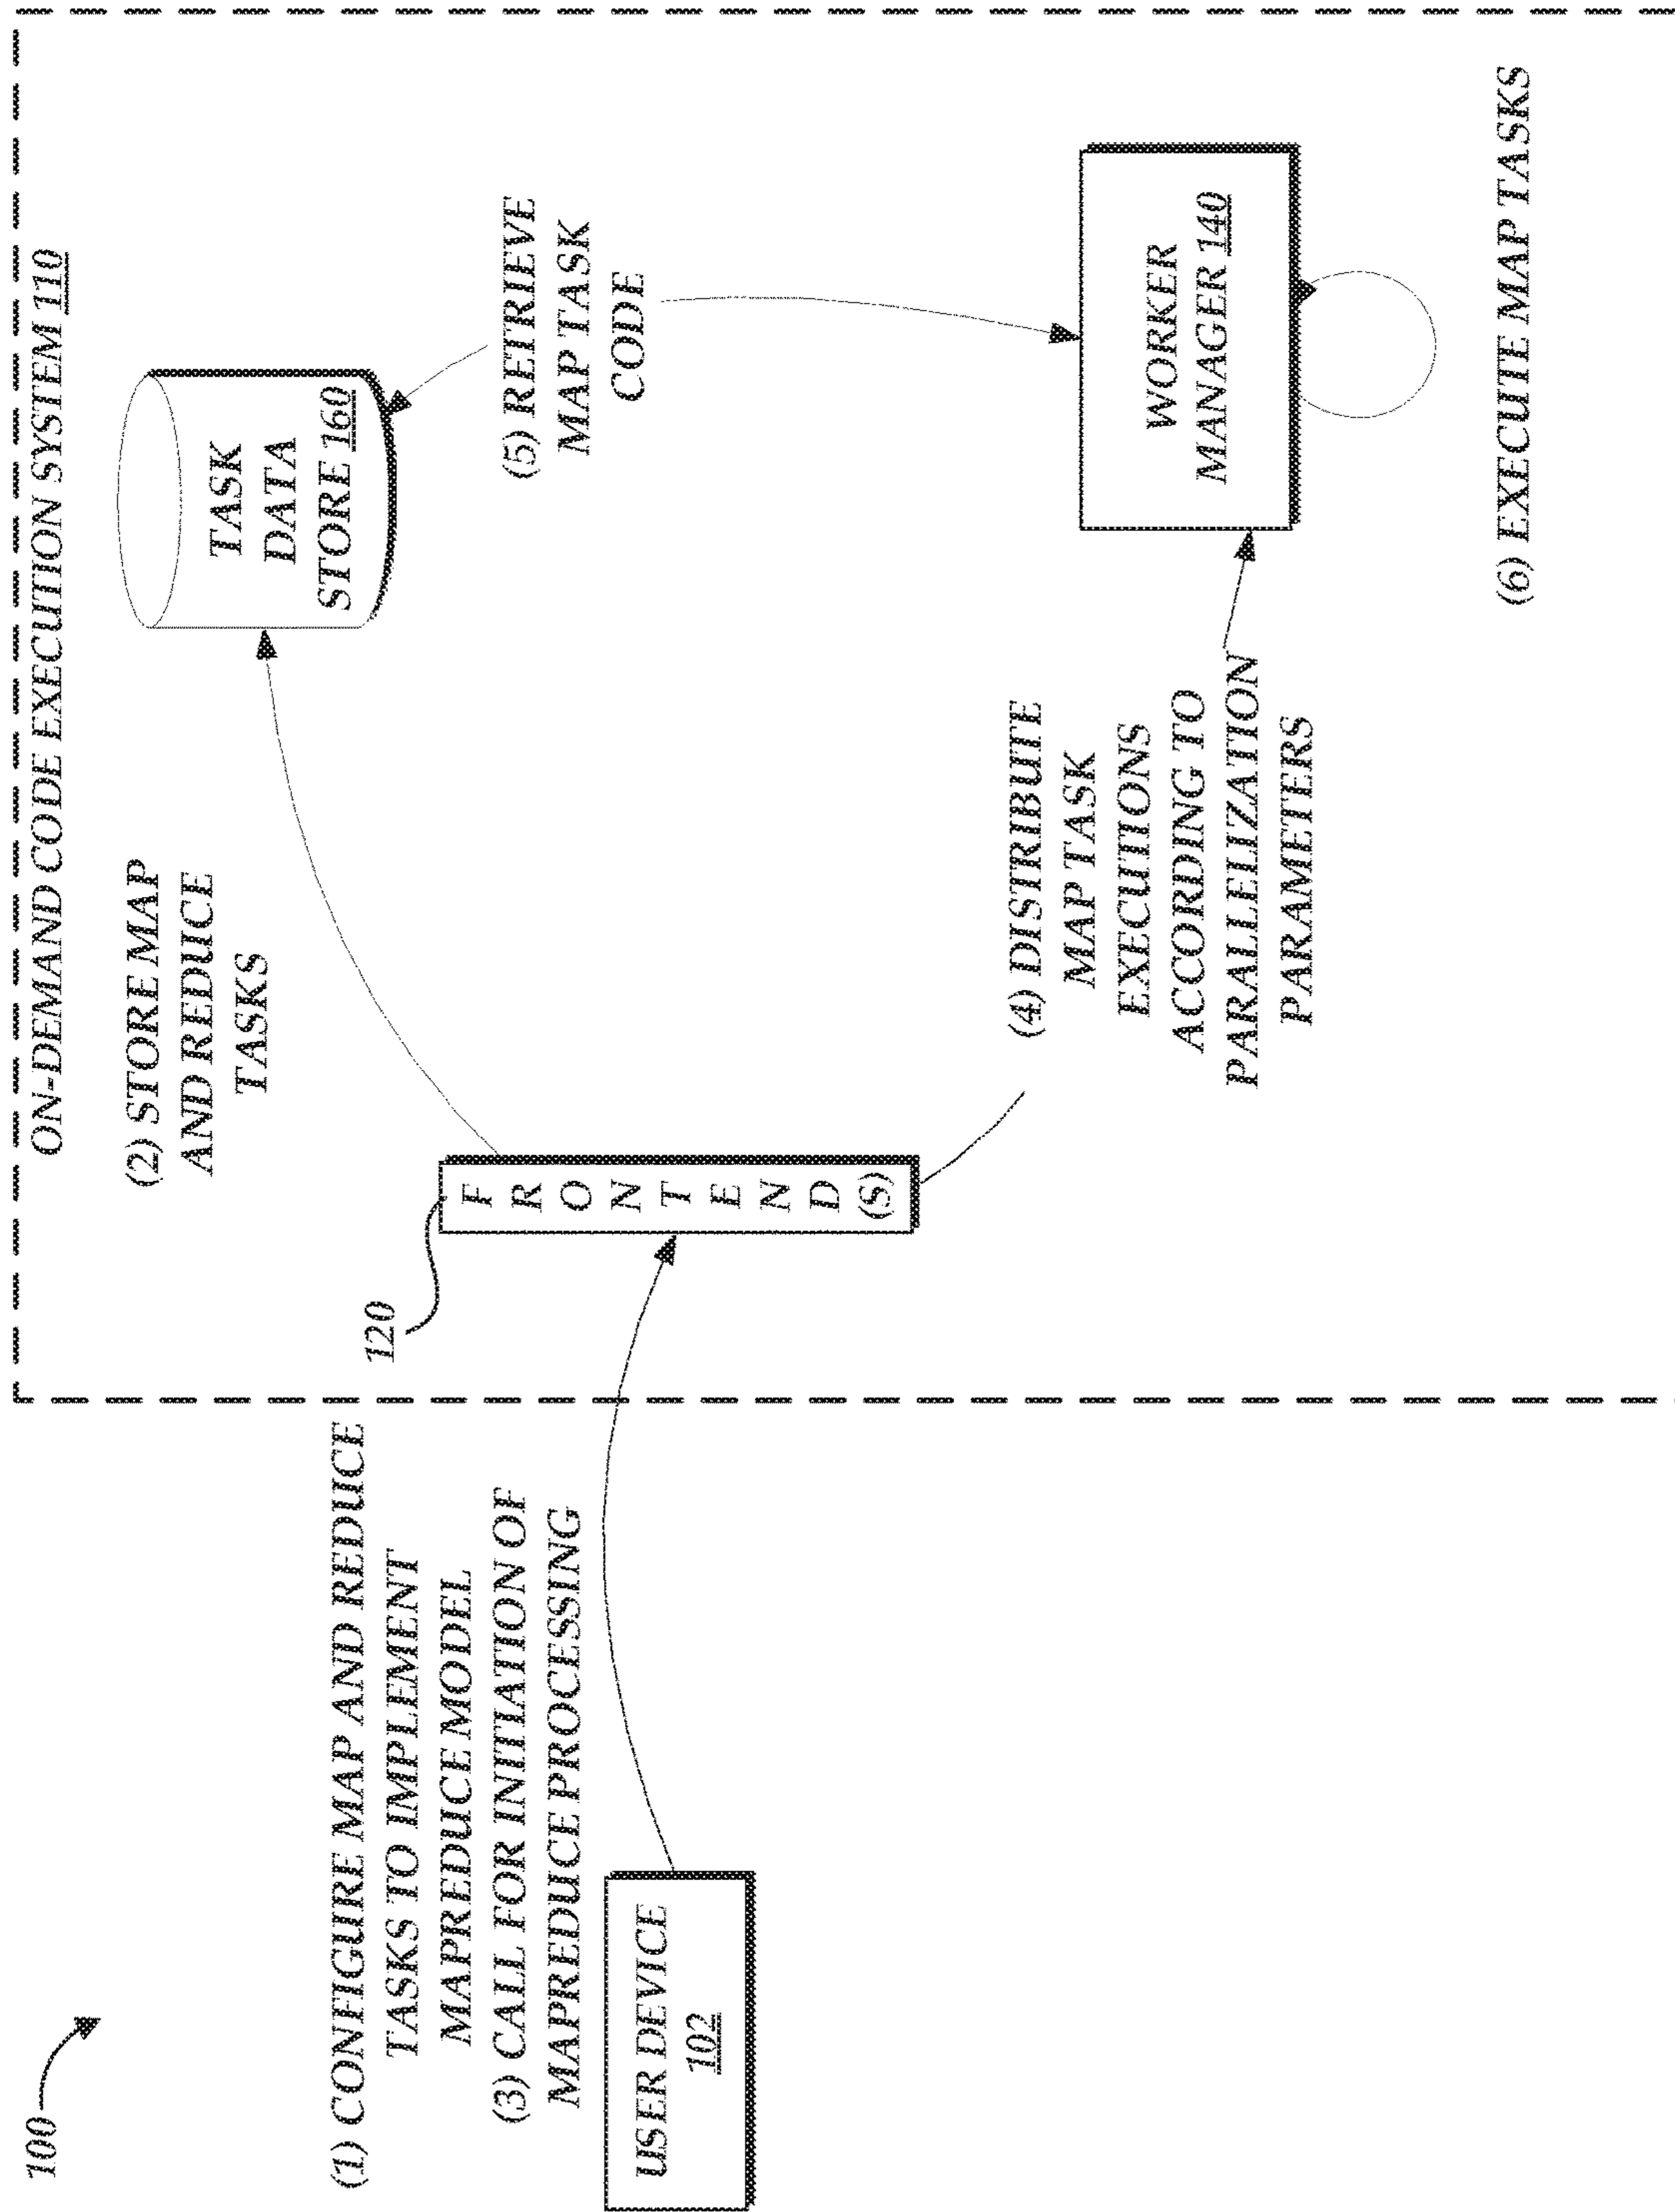 100
ON-DEMAND CODE EXECUTION SYSTEM 110
(1) CONFIGURE MAP AND REDUCE
TASKS TO IMPLEMENT
MAPREDUCE MODEL
(3) CALL FOR INITIATION OF
MAPREDUCE PROCESSING
USER DEVICE
102
120
F
R
O
N
T
E
N
D
(S)
(2) STORE MAP
AND REDUCE
TASKS
TASK
DATA
STORE 160
(5) RETRIEVE
MAP TASK
CODE
(4) DISTRIBUTE
MAP TASK
EXECUTIONS
ACCORDING TO
PARALLELIZATION
PARAMETERS
WORKER
MANAGER 140
(6) EXECUTE MAP TASKS